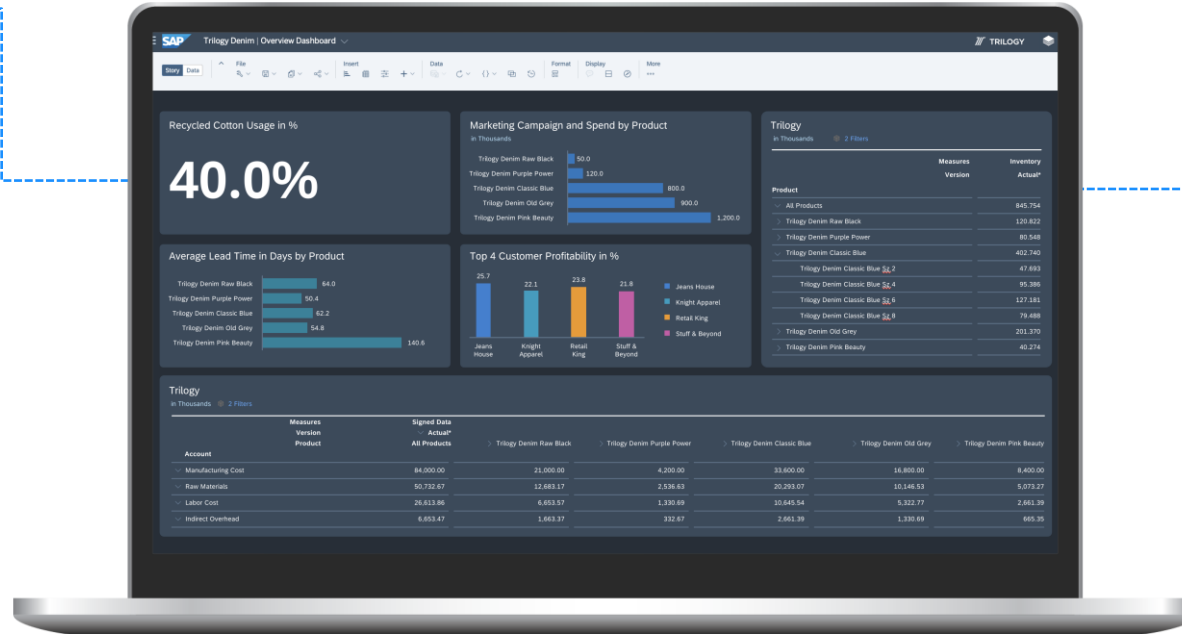 SAP Trilogy Denim | Overview Dashboard TRILOGY
Story Data File Insert Data Format Display More
Recycled Cotton Usage in %
40.0%
Marketing Campaign and Spend by Product
in Thousands
Trilogy Denim Raw Black 50.0
Trilogy Denim Purple Power 120.0
Trilogy Denim Classic Blue 800.0
Trilogy Denim Old Grey 900.0
Trilogy Denim Pink Beauty 1,200.0
Trilogy
in Thousands 2 Filters
Measures Inventory
Version Actual*
Product
All Products 845.754
Trilogy Denim Raw Black 120.822
Trilogy Denim Purple Power 80.548
Trilogy Denim Classic Blue 402.740
Trilogy Denim Classic Blue Sz 2 47.693
Trilogy Denim Classic Blue Sz 4 95.386
Trilogy Denim Classic Blue Sz 6 127.181
Trilogy Denim Classic Blue Sz 8 79.488
Trilogy Denim Old Grey 201.370
Trilogy Denim Pink Beauty 40.274
Average Lead Time in Days by Product
Trilogy Denim Raw Black 64.0
Trilogy Denim Purple Power 50.4
Trilogy Denim Classic Blue 62.2
Trilogy Denim Old Grey 54.8
Trilogy Denim Pink Beauty 140.6
Top 4 Customer Profitability in %
25.7 22.1 23.8 21.8
Jeans House
Knight Apparel
Retail King
Stuff & Beyond
Jeans Knight Retail Stuff &
House Apparel King Beyond
Trilogy
in Thousands 2 Filters
Measures Signed Data
Version Actual*
Product All Products Trilogy Denim Raw Black Trilogy Denim Purple Power Trilogy Denim Classic Blue Trilogy Denim Old Grey Trilogy Denim Pink Beauty
Account
Manufacturing Cost 84,000.00 21,000.00 4,200.00 33,600.00 16,800.00 8,400.00
Raw Materials 50,732.67 12,683.17 2,536.63 20,293.07 10,146.53 5,073.27
Labor Cost 26,613.86 6,653.57 1,330.69 10,645.54 5,322.77 2,661.39
Indirect Overhead 6,653.47 1,663.37 332.67 2,661.39 1,330.69 665.35